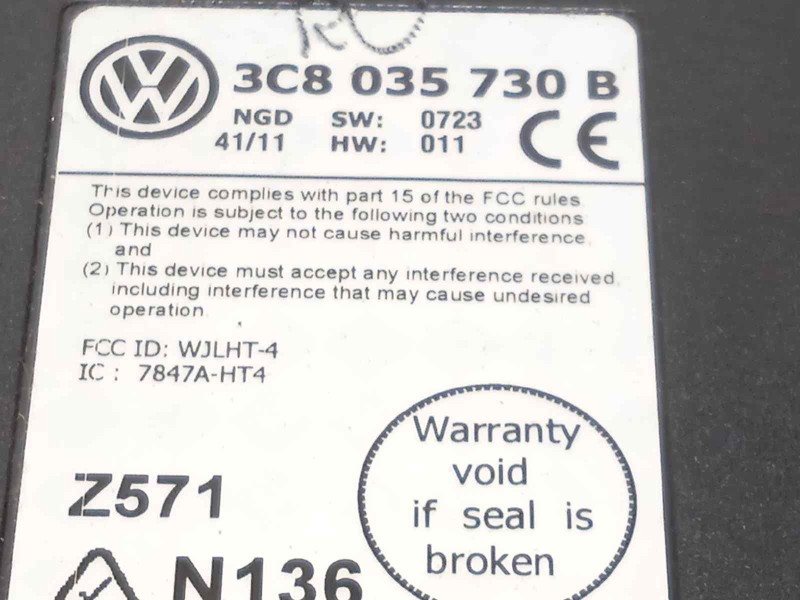 3C8 035 730 B
NGD SW: 0723
41/11 HW: 011
CE
This device complies with part 15 of the FCC rules
Operation is subject to the following two conditions
(1) This device may not cause harmful interference,
and
(2) This device must accept any interference received,
including interference that may cause undesired
operation.
FCC ID: WJLHT-4
IC : 7847A-HT4
Warranty
void
if seal is
broken
Z571
N136